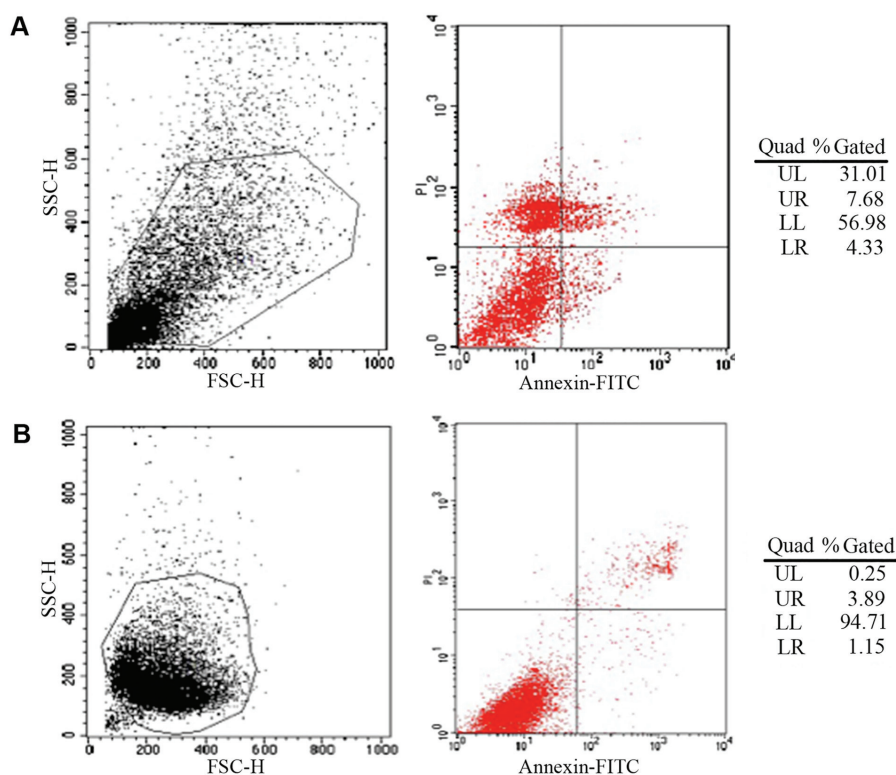 A
1000
800
600
400
200
0
SSC-H
0 200 400 600 800 1000
FSC-H
10^4
10^3
10^2
10^1
10^0
PI
10^0 10^1 10^2 10^3 10^4
Annexin-FITC
Quad % Gated
UL 31.01
UR 7.68
LL 56.98
LR 4.33
B
1000
800
600
400
200
0
SSC-H
0 200 400 600 800 1000
FSC-H
10^4
10^3
10^2
10^1
10^0
PI
10^0 10^1 10^2 10^3 10^4
Annexin-FITC
Quad % Gated
UL 0.25
UR 3.89
LL 94.71
LR 1.15